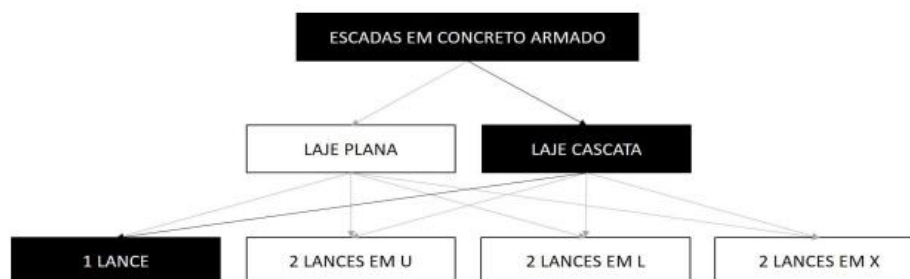 ESCADAS EM CONCRETO ARMADO
LAJE PLANA
LAJE CASCATA
1 LANCE
2 LANCES EM U
2 LANCES EM L
2 LANCES EM X